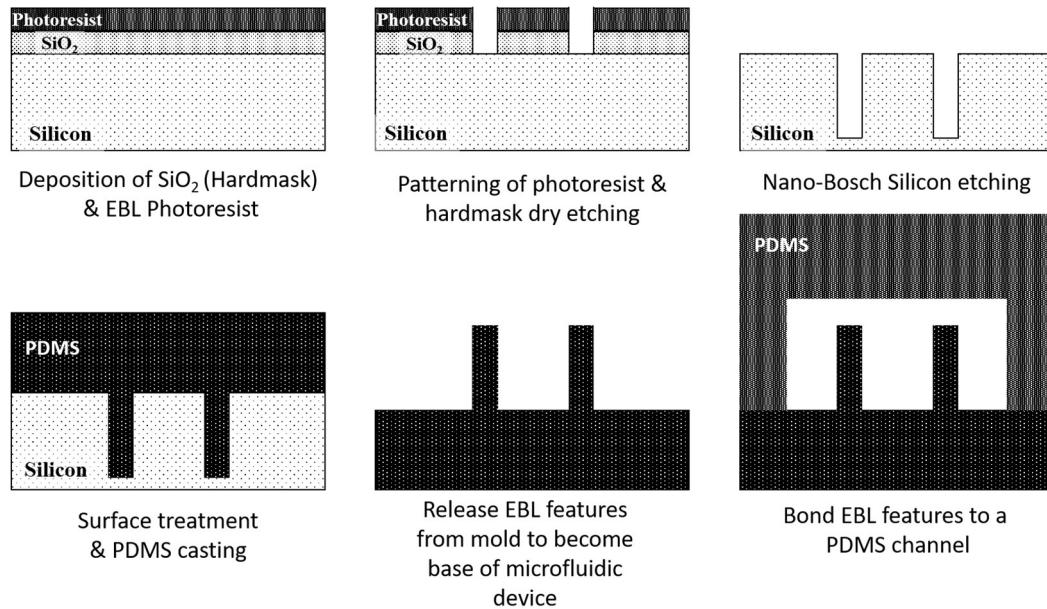 Photoresist
SiO₂
Silicon
Deposition of SiO₂ (Hardmask)
& EBL Photoresist
Photoresist
SiO₂
Silicon
Patterning of photoresist &
hardmask dry etching
Silicon
Nano-Bosch Silicon etching
PDMS
Silicon
Surface treatment
& PDMS casting
Release EBL features
from mold to become
base of microfluidic
device
PDMS
Bond EBL features to a
PDMS channel